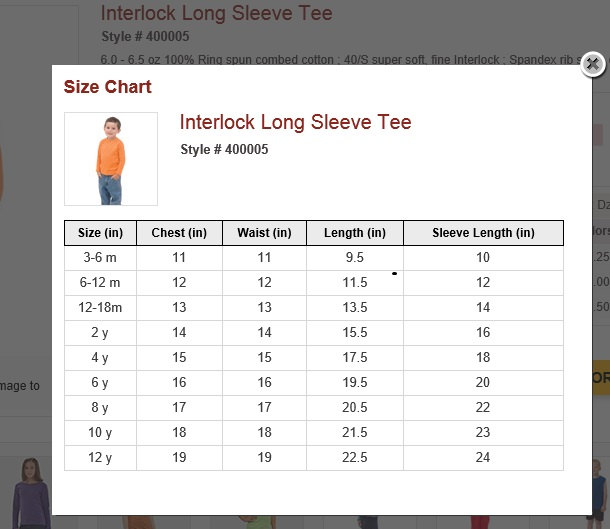 Interlock Long Sleeve Tee
Style # 400005
6.0 - 6.5 oz 100% Ring spun combed cotton ; 40/S super soft, fine Interlock ; Spandex rib
Size Chart
Interlock Long Sleeve Tee
Style # 400005
Size (in) Chest (in) Waist (in) Length (in) Sleeve Length (in)
3-6 m 11 11 9.5 10
6-12 m 12 12 11.5 12
12-18m 13 13 13.5 14
2 y 14 14 15.5 16
4 y 15 15 17.5 18
6 y 16 16 19.5 20
8 y 17 17 20.5 22
10 y 18 18 21.5 23
12 y 19 19 22.5 24
Dz
.25
.00
.50
mage to
OR